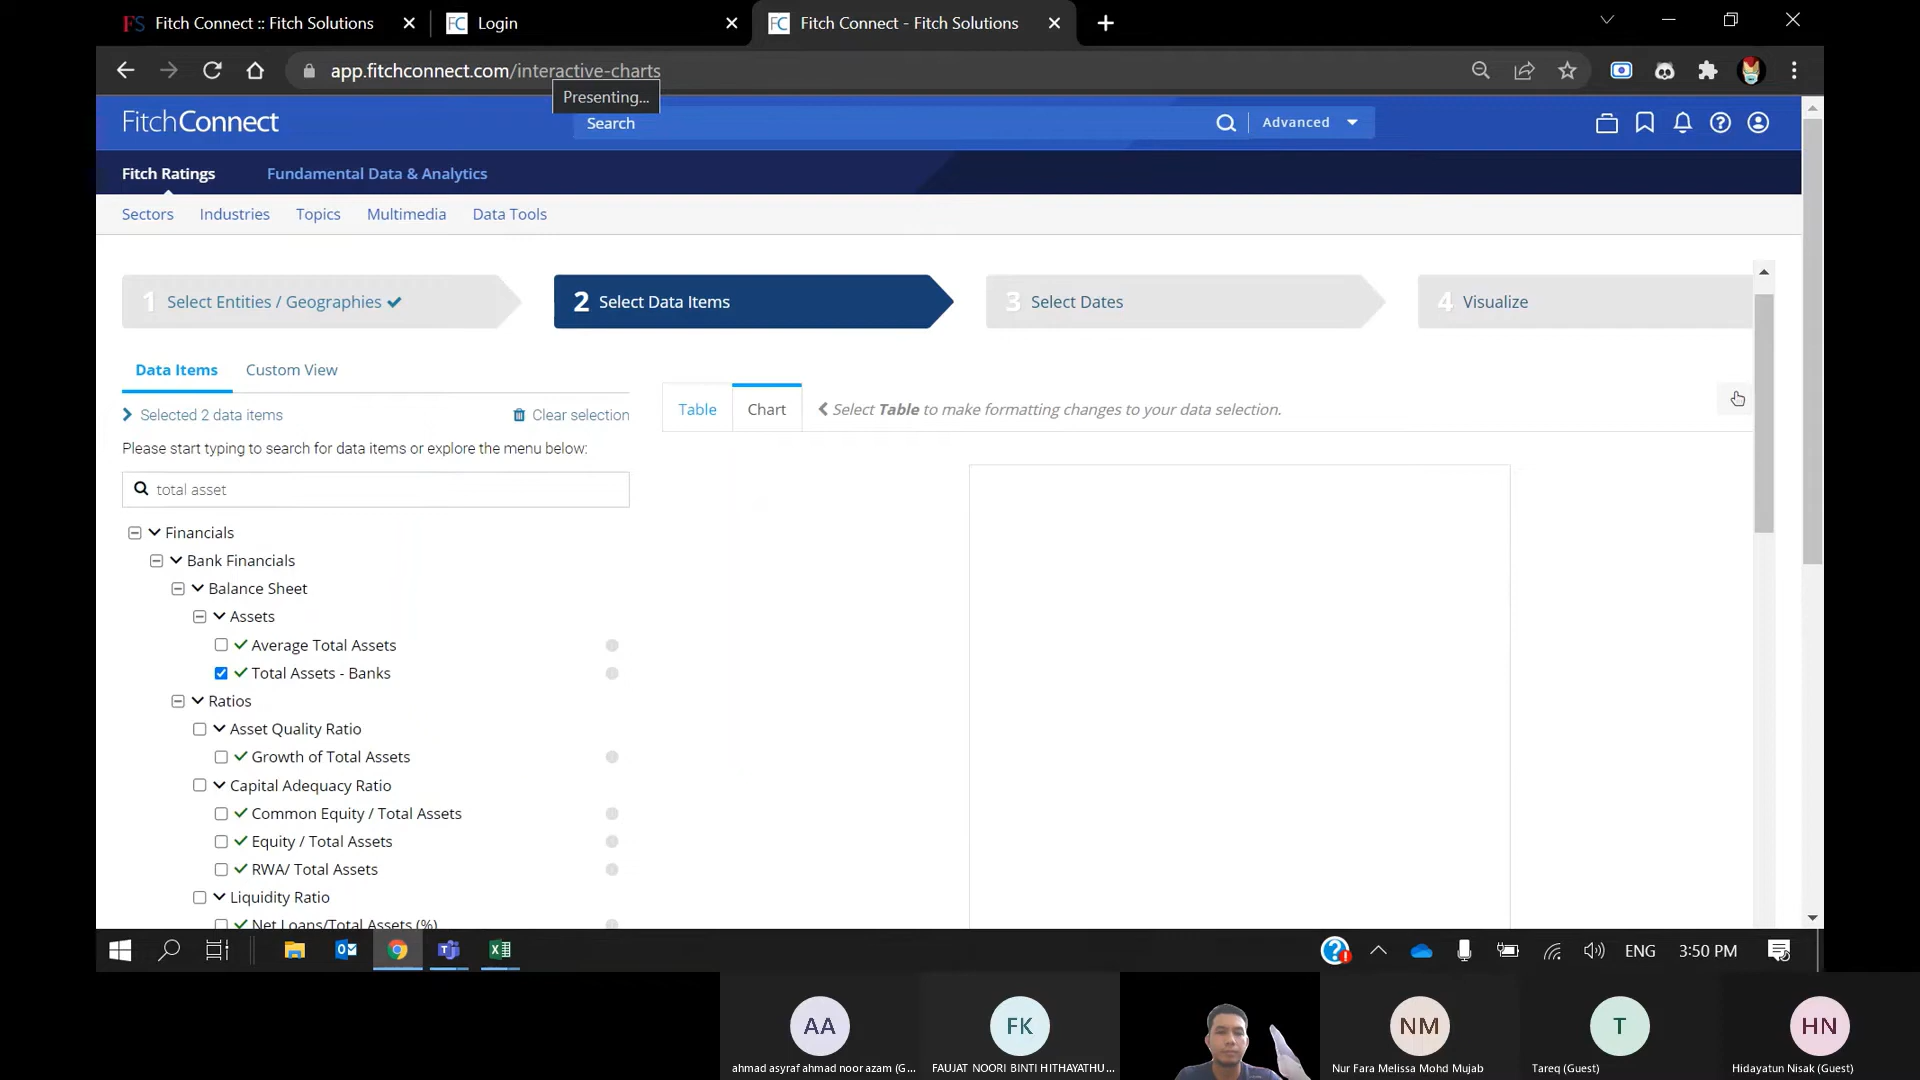 Fitch Connect :: Fitch Solutions
Login
Fitch Connect - Fitch Solutions
app.fitchconnect.com/interactive-charts
Presenting...
FitchConnect
Search
Advanced
Fitch Ratings
Fundamental Data & Analytics
Sectors
Industries
Topics
Multimedia
Data Tools
1 Select Entities / Geographies
2 Select Data Items
3 Select Dates
4 Visualize
Data Items
Custom View
Selected 2 data items
Clear selection
Please start typing to search for data items or explore the menu below:
total asset
Table
Chart
Select Table to make formatting changes to your data selection.
Financials
Bank Financials
Balance Sheet
Assets
Average Total Assets
Total Assets - Banks
Ratios
Asset Quality Ratio
Growth of Total Assets
Capital Adequacy Ratio
Common Equity / Total Assets
Equity / Total Assets
RWA/ Total Assets
Liquidity Ratio
Net Loans/Total Assets (%)
ENG
3:50 PM
AA
FK
NM
T
HN
ahmad asyraf ahmad noor azam (G...
FAUJAT NOORI BINTI HITHAYATHU...
Nur Fara Melissa Mohd Mujab
Tareq (Guest)
Hidayatun Nisak (Guest)